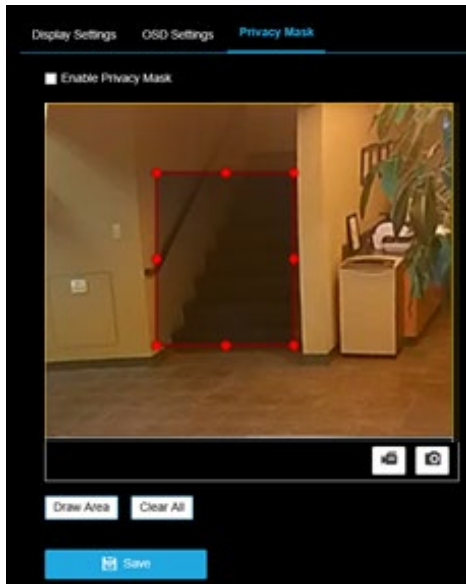 Display Settings OSD Settings Privacy Mask
Enable Privacy Mask
Draw Area Clear All
Save